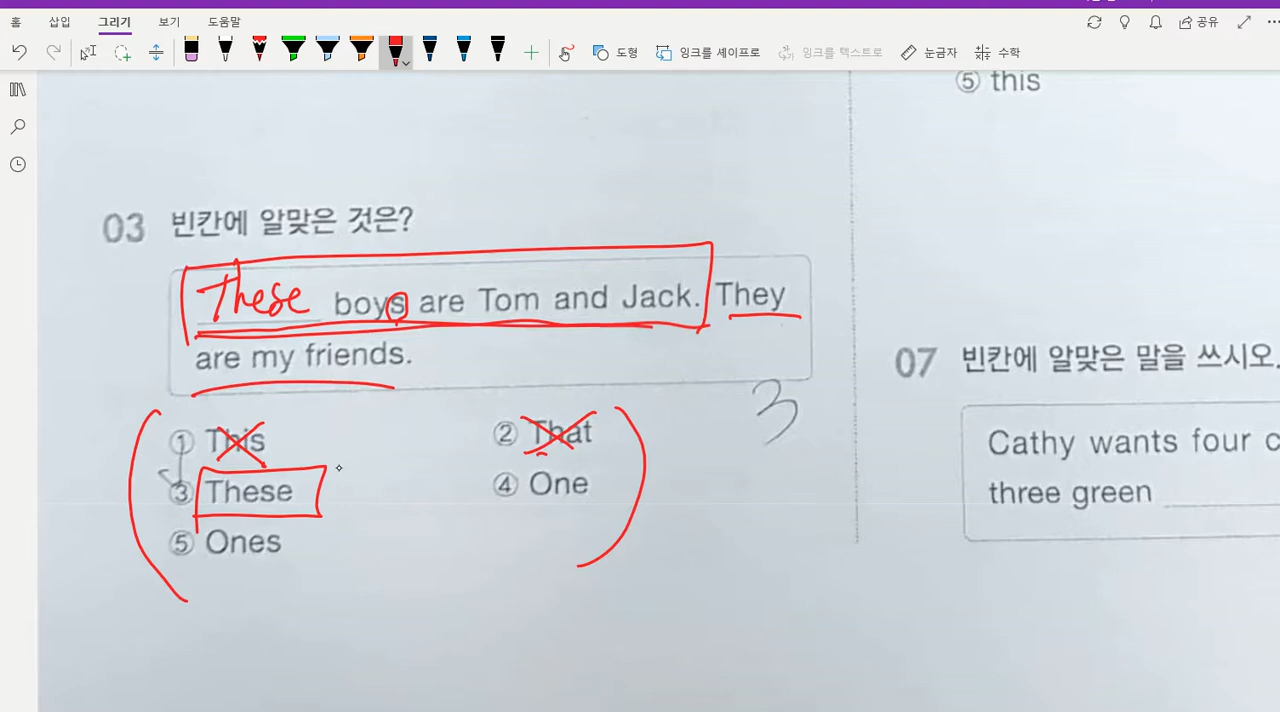 홈 삽입 그리기 보기 도움말 공유
도형 잉크를 셰이프로 잉크를 텍스트로 눈금자 수학
⑤ this
03 빈칸에 알맞은 것은?
These boys are Tom and Jack. They
are my friends.
3
① This ② That
③ These ④ One
⑤ Ones
07 빈칸에 알맞은 말을 쓰시오.
Cathy wants four c
three green